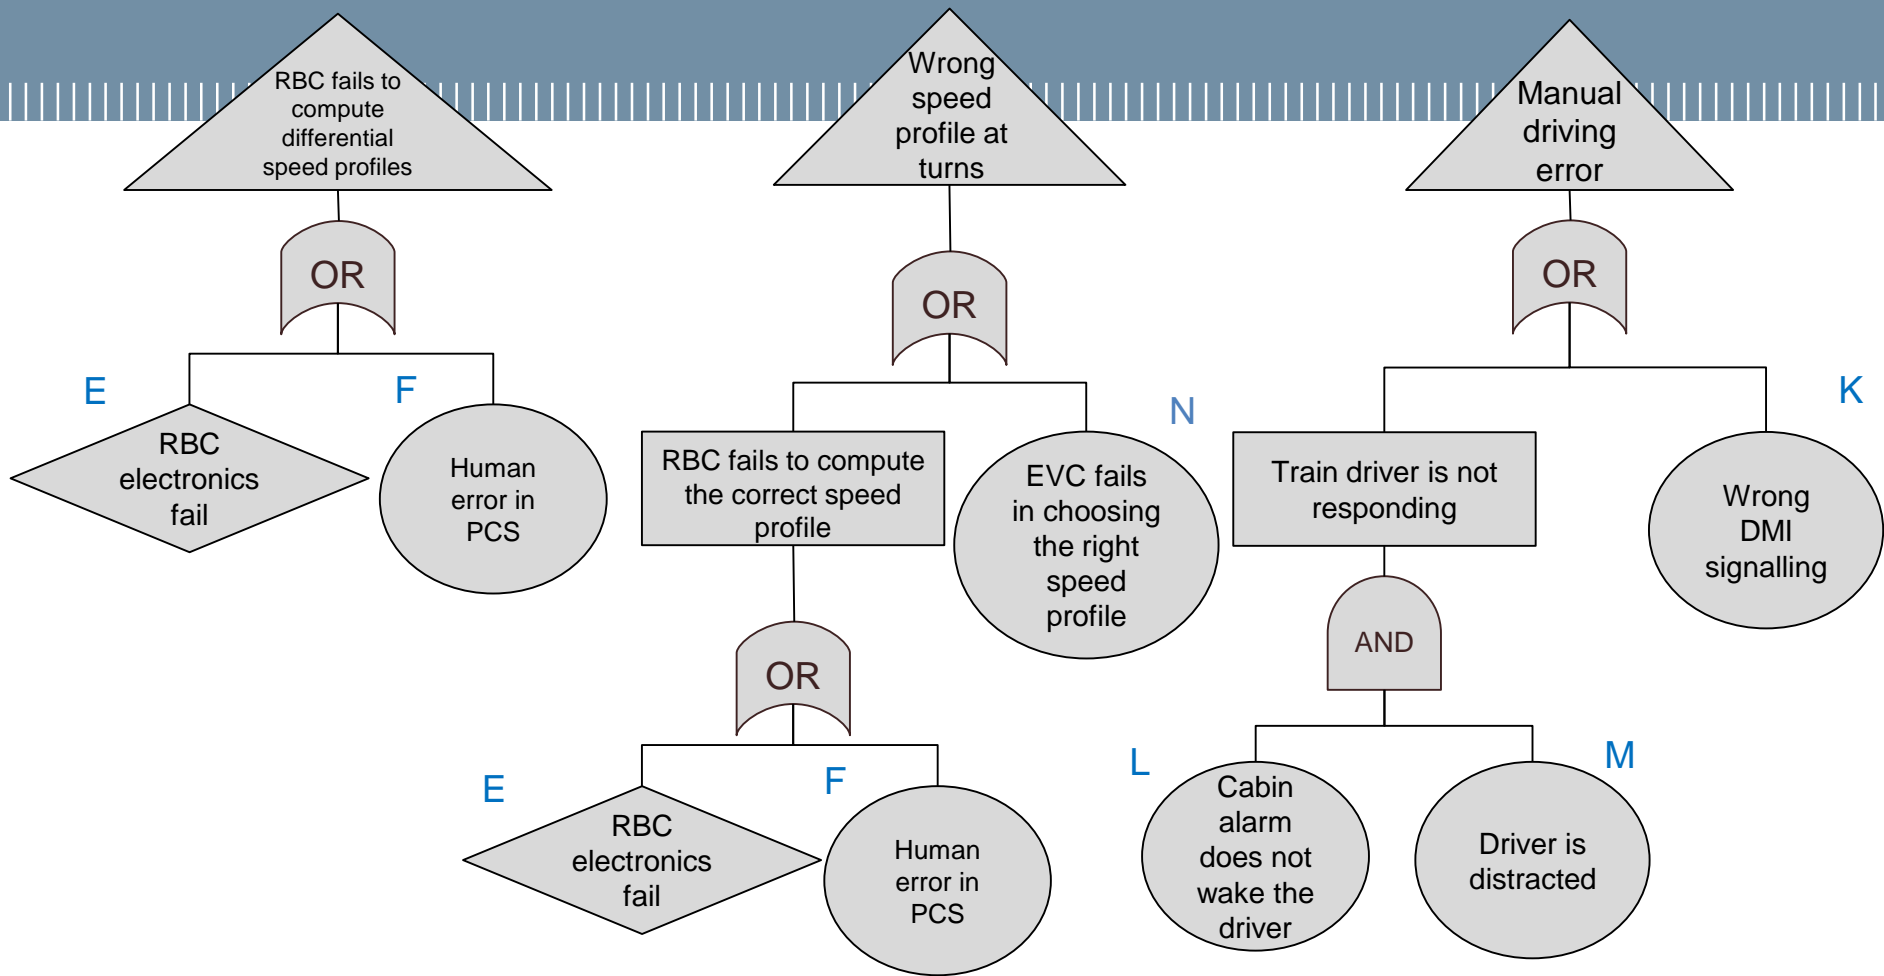 RBC fails to
compute
differential
speed profiles
OR
E
F
RBC
electronics
fail
Human
error in
PCS
Wrong
speed
profile at
turns
OR
N
RBC fails to compute
the correct speed
profile
EVC fails
in choosing
the right
speed
profile
OR
E
F
RBC
electronics
fail
Human
error in
PCS
Manual
driving
error
OR
K
Train driver is not
responding
Wrong
DMI
signalling
AND
L
M
Cabin
alarm
does not
wake the
driver
Driver is
distracted